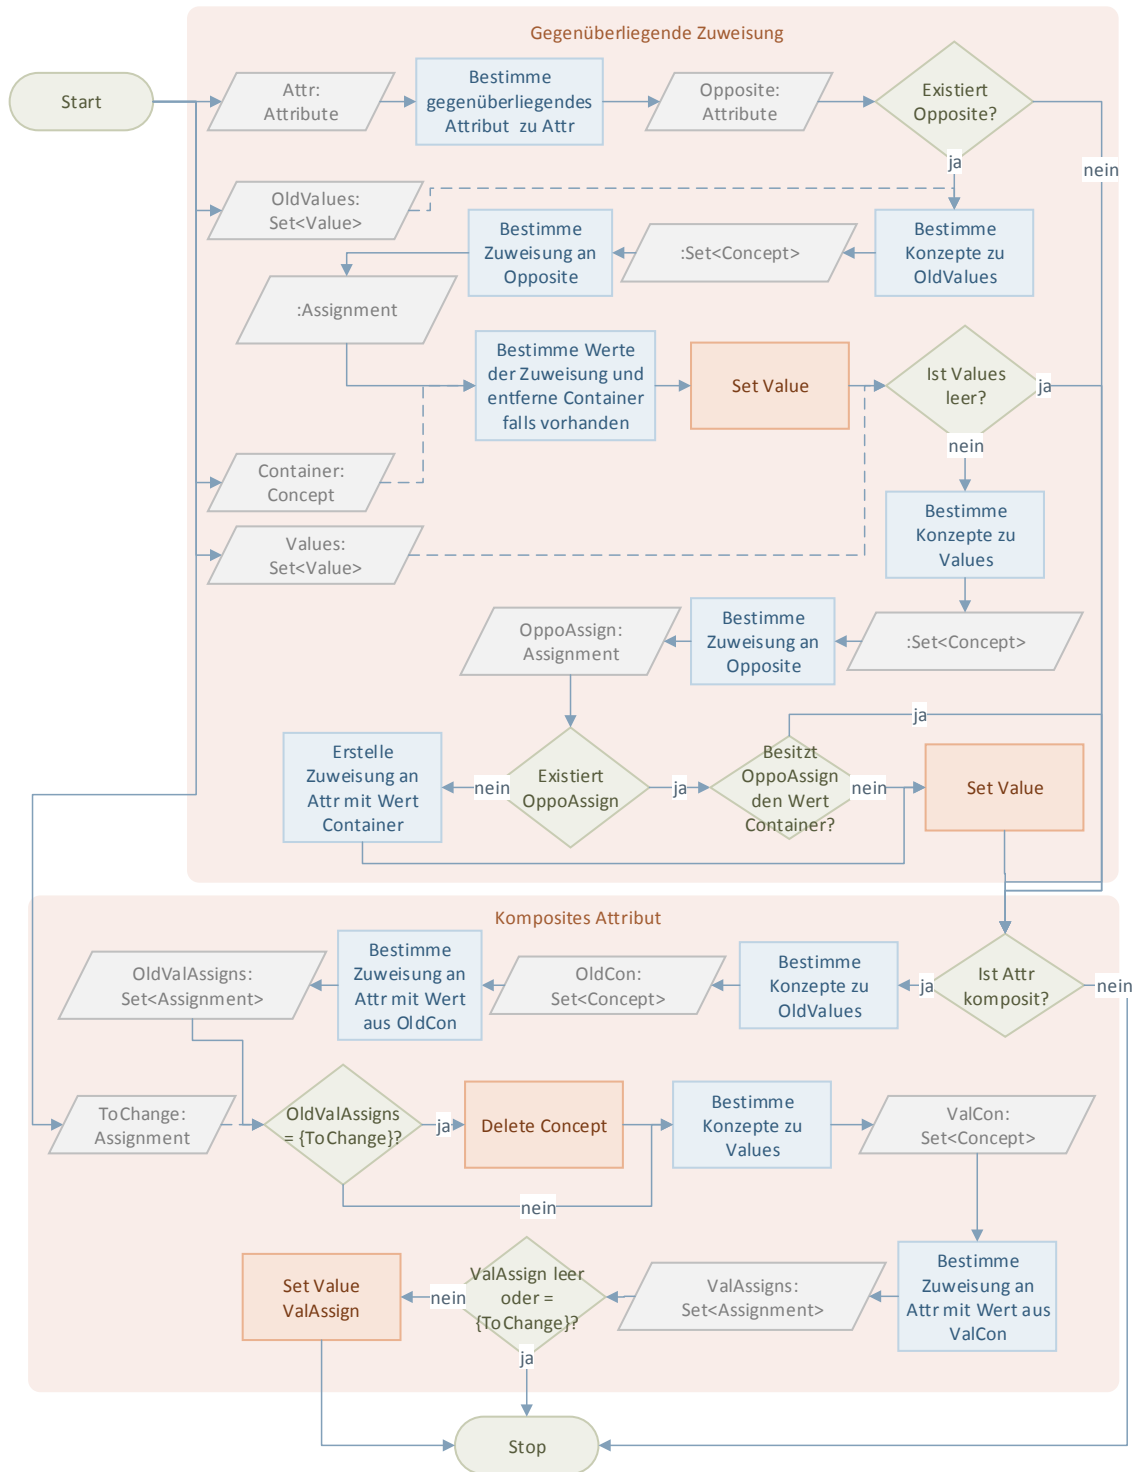 Gegenüberliegende Zuweisung
Start
Attr:
Attribute
Bestimme
gegenüberliegendes
Attribut zu Attr
Opposite:
Attribute
Existiert
Opposite?
ja
nein
OldValues:
Set<Value>
Bestimme
Zuweisung an
Opposite
:Set<Concept>
Bestimme
Konzepte zu
OldValues
:Assignment
Bestimme Werte
der Zuweisung und
entferne Container
falls vorhanden
Set Value
Ist Values
leer?
ja
nein
Container:
Concept
Values:
Set<Value>
Bestimme
Konzepte zu
Values
OppoAssign:
Assignment
Bestimme
Zuweisung an
Opposite
:Set<Concept>
ja
Erstelle
Zuweisung an
Attr mit Wert
Container
nein
Existiert
OppoAssign
ja
Besitzt
OppoAssign
den Wert
Container?
nein
Set Value
Komposites Attribut
OldValAssigns:
Set<Assignment>
Bestimme
Zuweisung an
Attr mit Wert
aus OldCon
OldCon:
Set<Concept>
Bestimme
Konzepte zu
OldValues
ja
Ist Attr
komposit?
nein
ToChange:
Assignment
OldValAssigns
= {ToChange}?
ja
Delete Concept
nein
Bestimme
Konzepte zu
Values
ValCon:
Set<Concept>
Set Value
ValAssign
nein
ValAssign leer
oder =
{ToChange}?
ja
ValAssigns:
Set<Assignment>
Bestimme
Zuweisung an
Attr mit Wert aus
ValCon
Stop